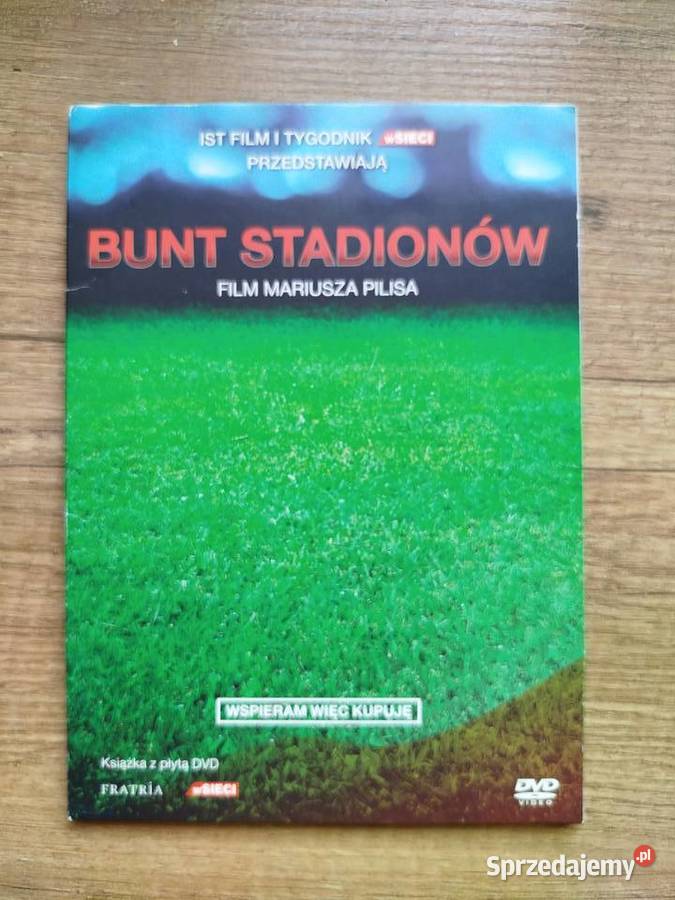 IST FILM I TYGODNIK wSIECI
PRZEDSTAWIAJĄ
BUNT STADIONÓW
FILM MARIUSZA PILISA
WSPIERAM WIĘC KUPUJĘ
Książka z płytą DVD
FRATRIA wSIECI
DVD
VIDEO
Sprzedajemy.pl